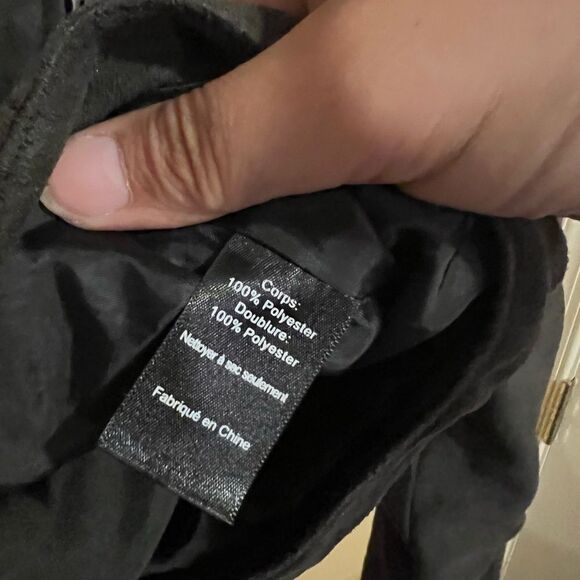 Corps:
100% Polyester
Doublure:
100% Polyester
Nettoyer à sec seulement
Fabriqué en Chine